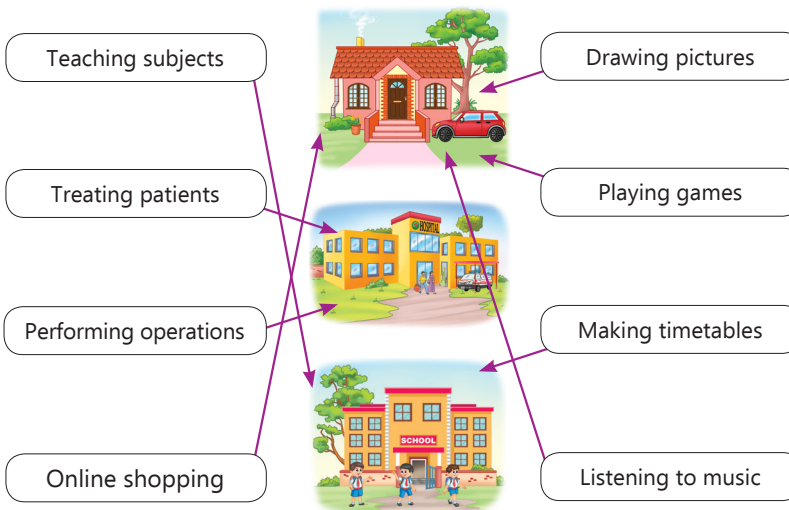 Teaching subjects
Drawing pictures
Treating patients
Playing games
HOSPITAL
Performing operations
Making timetables
SCHOOL
Online shopping
Listening to music